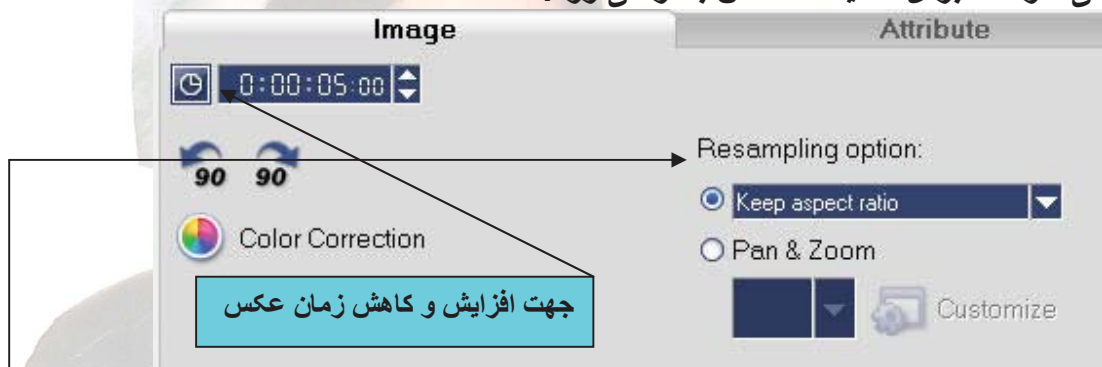 Image Attribute
0:00:05:00
Resampling option:
90 90
Keep aspect ratio
Color Correction
Pan & Zoom
جهت افزایش و کاهش زمان عکس
Customize